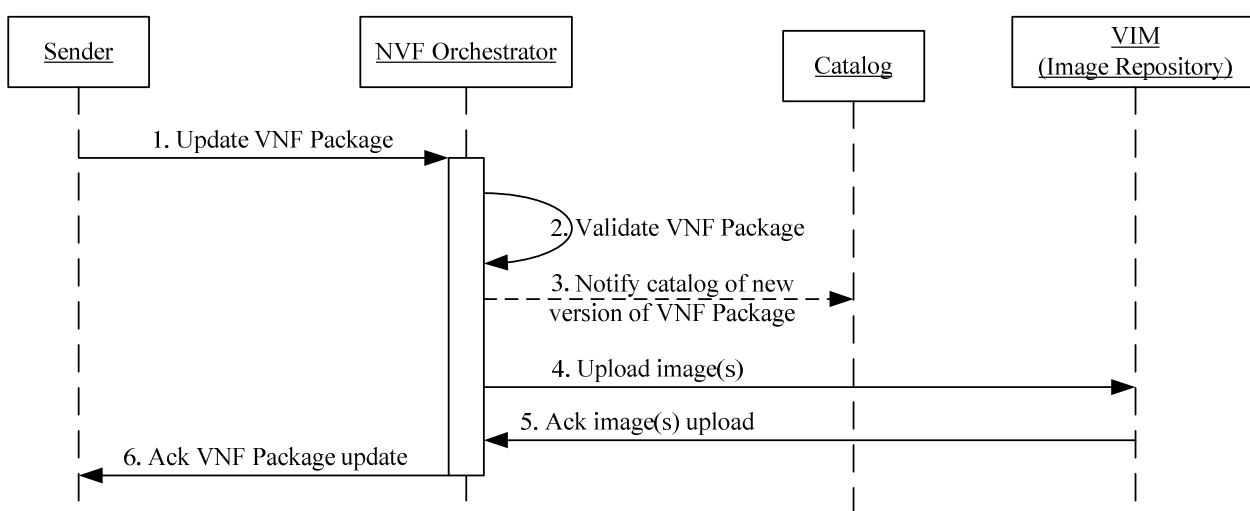 Sender
NVF Orchestrator
Catalog
VIM
(Image Repository)
1. Update VNF Package
2. Validate VNF Package
3. Notify catalog of new
version of VNF Package
4. Upload image(s)
5. Ack image(s) upload
6. Ack VNF Package update